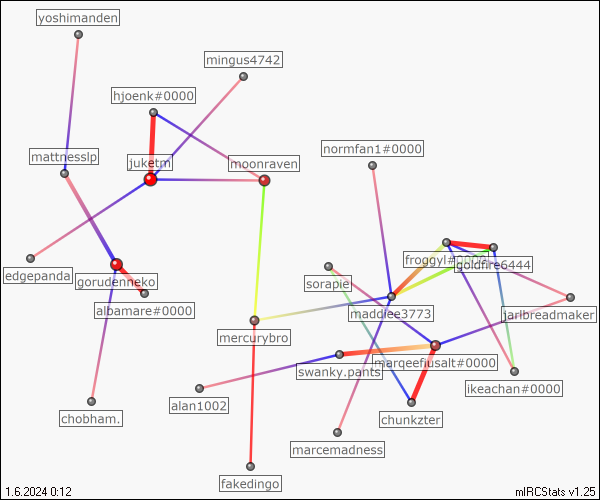 yoshimanden
mingus4742
hjoenk#0000
normfan1#0000
mattnesslp
juketm
moonraven
edgepanda
gorudenneko
albamare#0000
froggyl#0000
goldfire6444
sorapie
maddiee3773
jarlbreadmaker
mercurybro
marqeefiusalt#0000
swanky.pants
ikeachan#0000
chobham.
alan1002
chunkzter
marcemadness
fakedingo
1.6.2024 0:12
mIRCStats v1.25